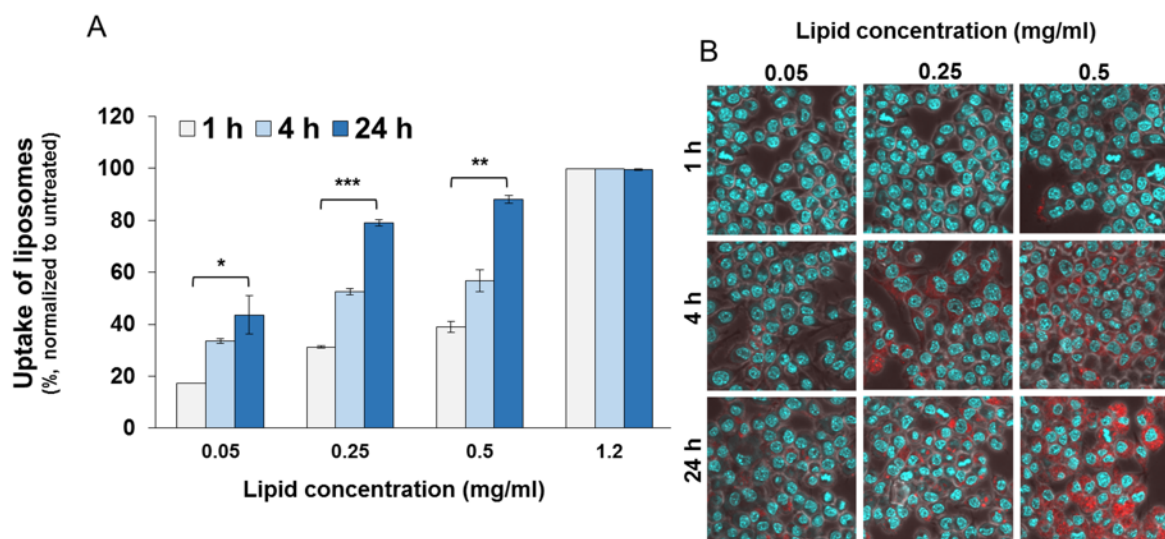 A
Uptake of liposomes
(%, normalized to untreated)
120
100
80
60
40
20
0
1 h 4 h 24 h
*
***
**
0.05 0.25 0.5 1.2
Lipid concentration (mg/ml)
B
Lipid concentration (mg/ml)
0.05 0.25 0.5
1 h
4 h
24 h